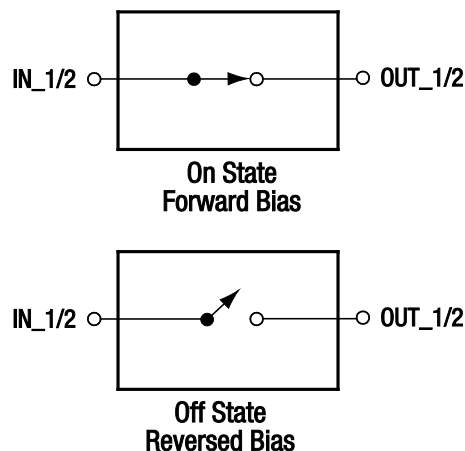 IN_1/2 OUT_1/2
On State
Forward Bias
IN_1/2 OUT_1/2
Off State
Reversed Bias